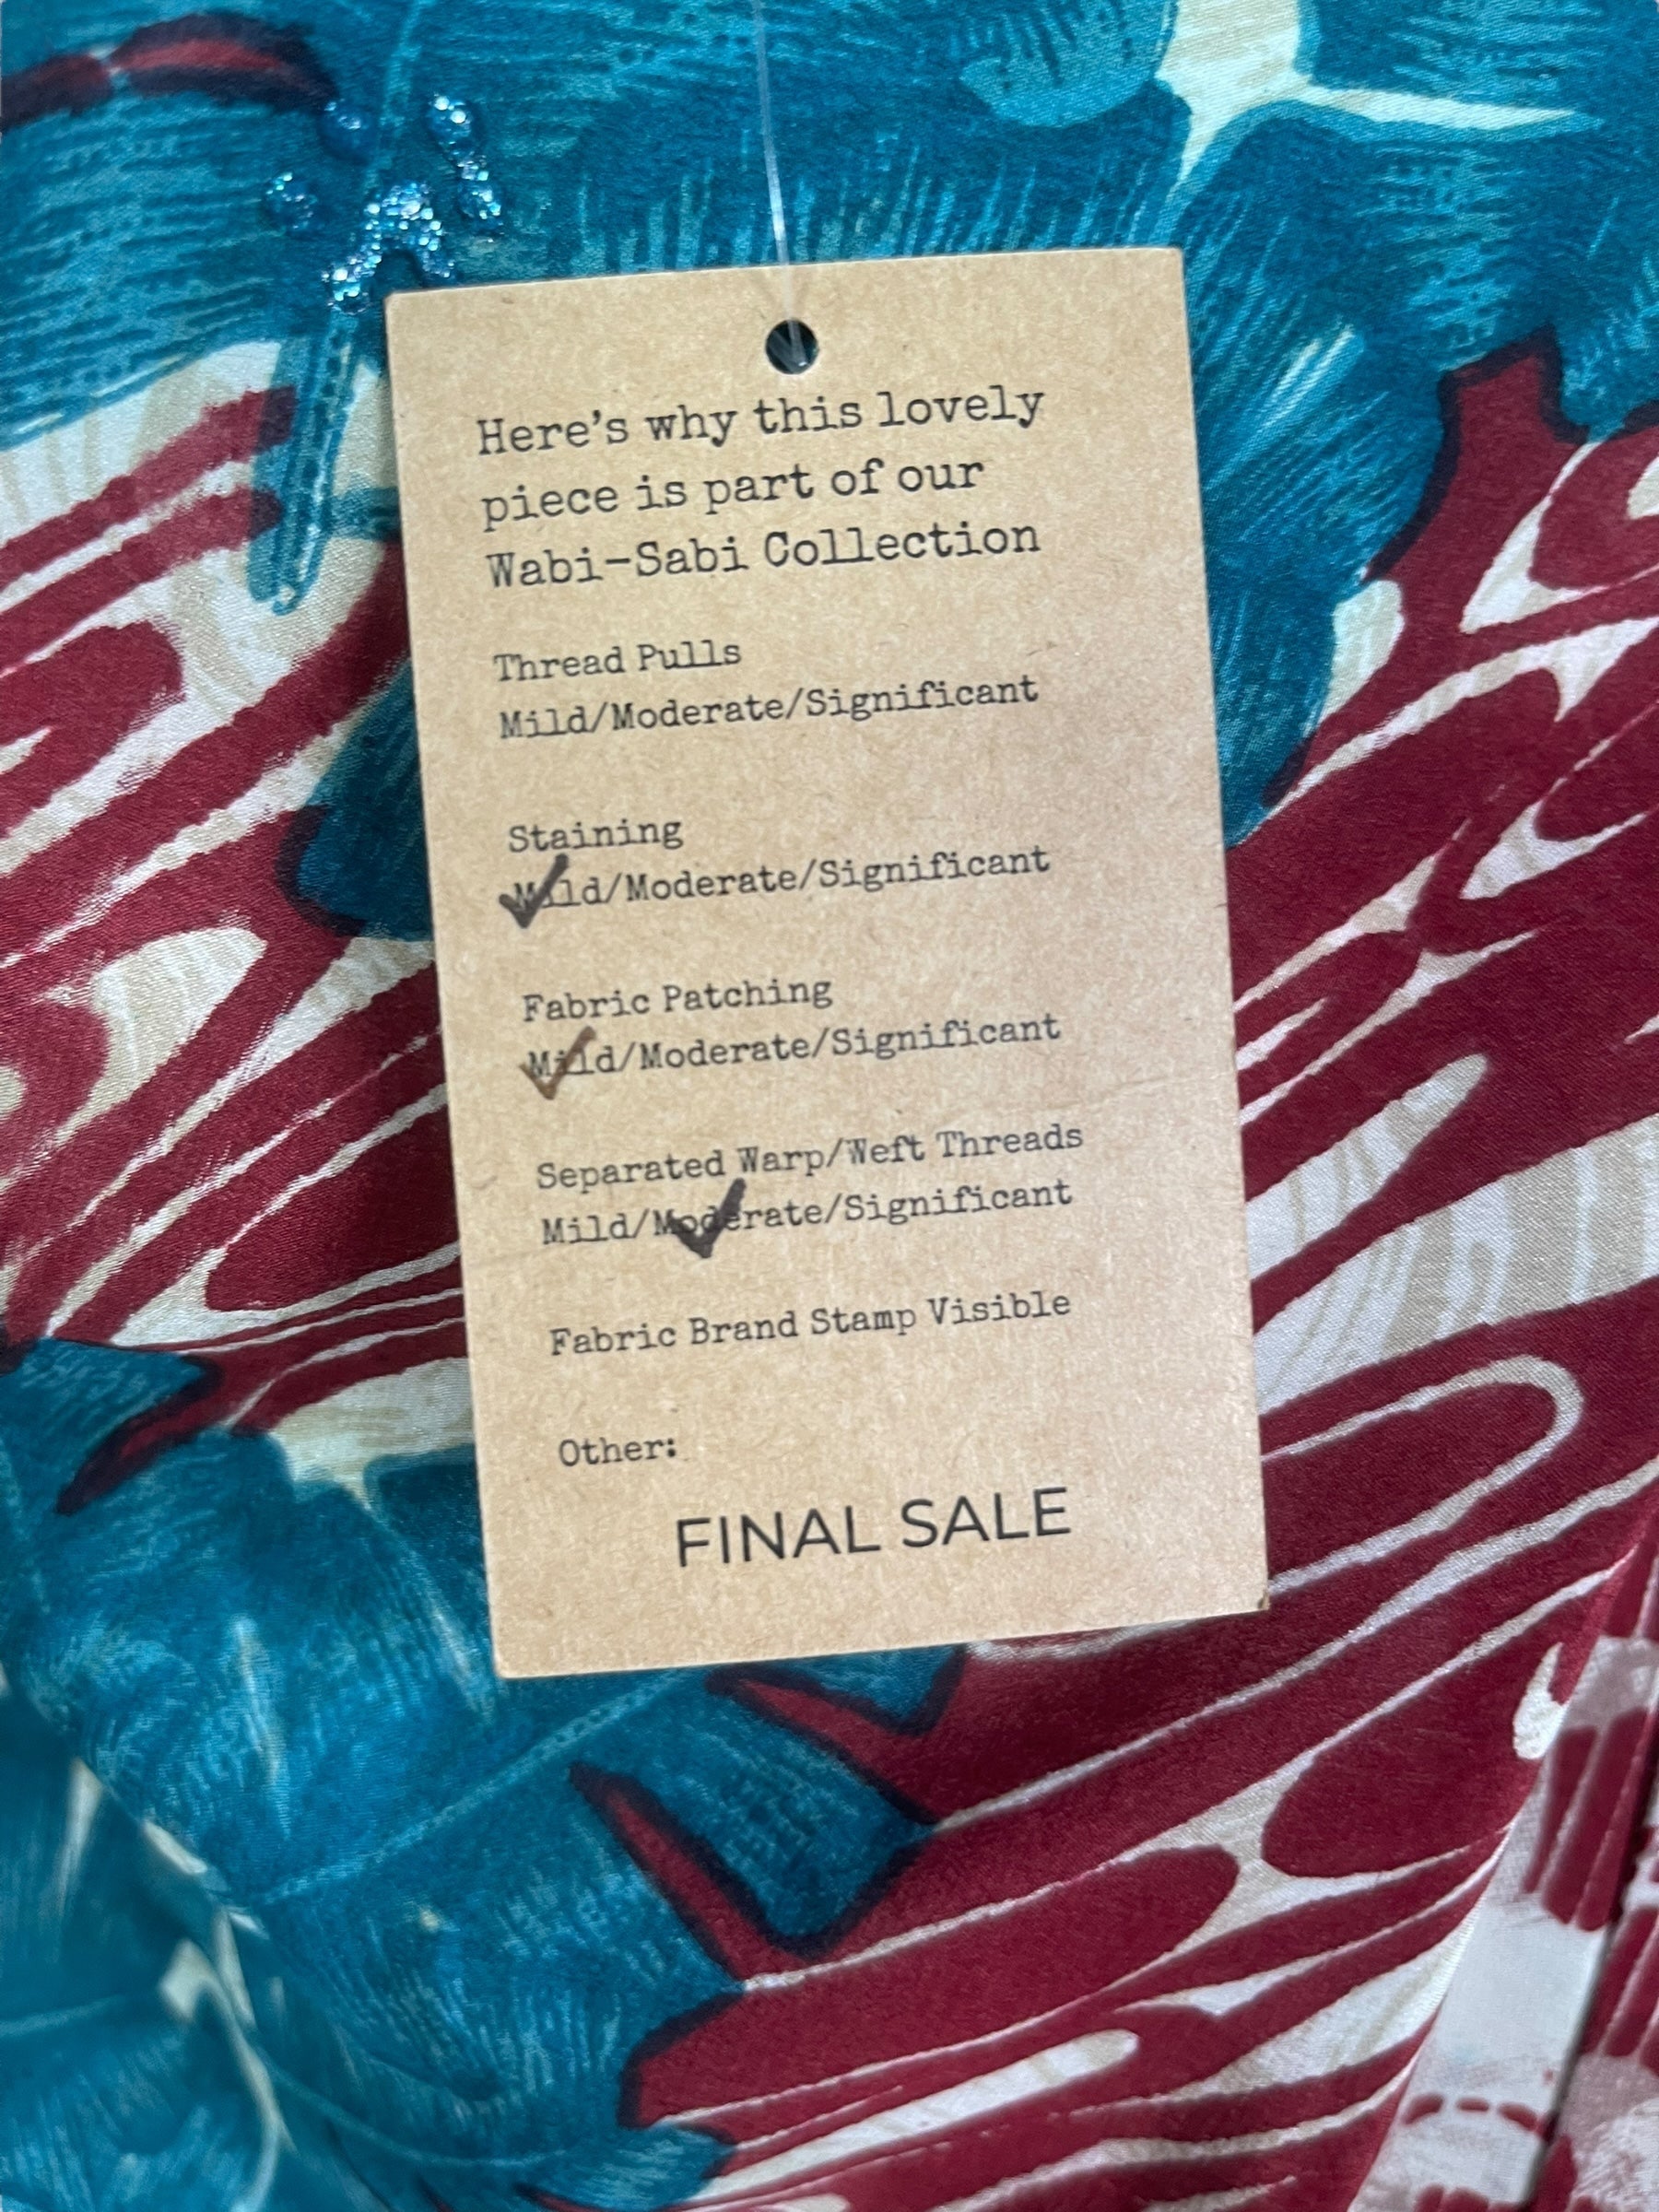 Here's why this lovely
piece is part of our
Wabi-Sabi Collection
Thread Pulls
Mild/Moderate/Significant
Staining
Mild/Moderate/Significant
Fabric Patching
Mild/Moderate/Significant
Separated Warp/Weft Threads
Mild/Moderate/Significant
Fabric Brand Stamp Visible
Other:
FINAL SALE